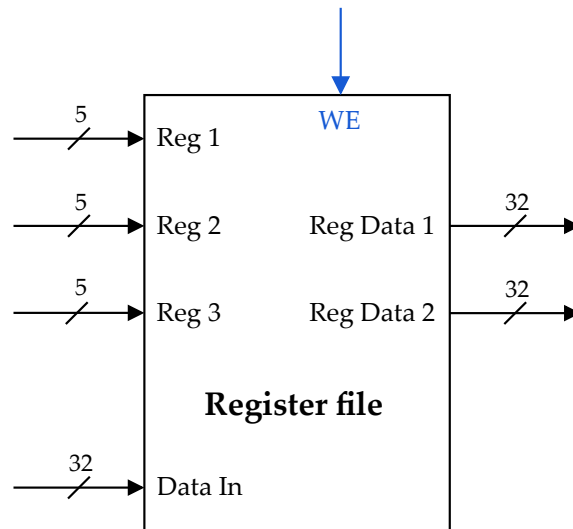 WE
5
Reg 1
5
Reg 2
Reg Data 1
32
5
Reg 3
Reg Data 2
32
Register file
32
Data In